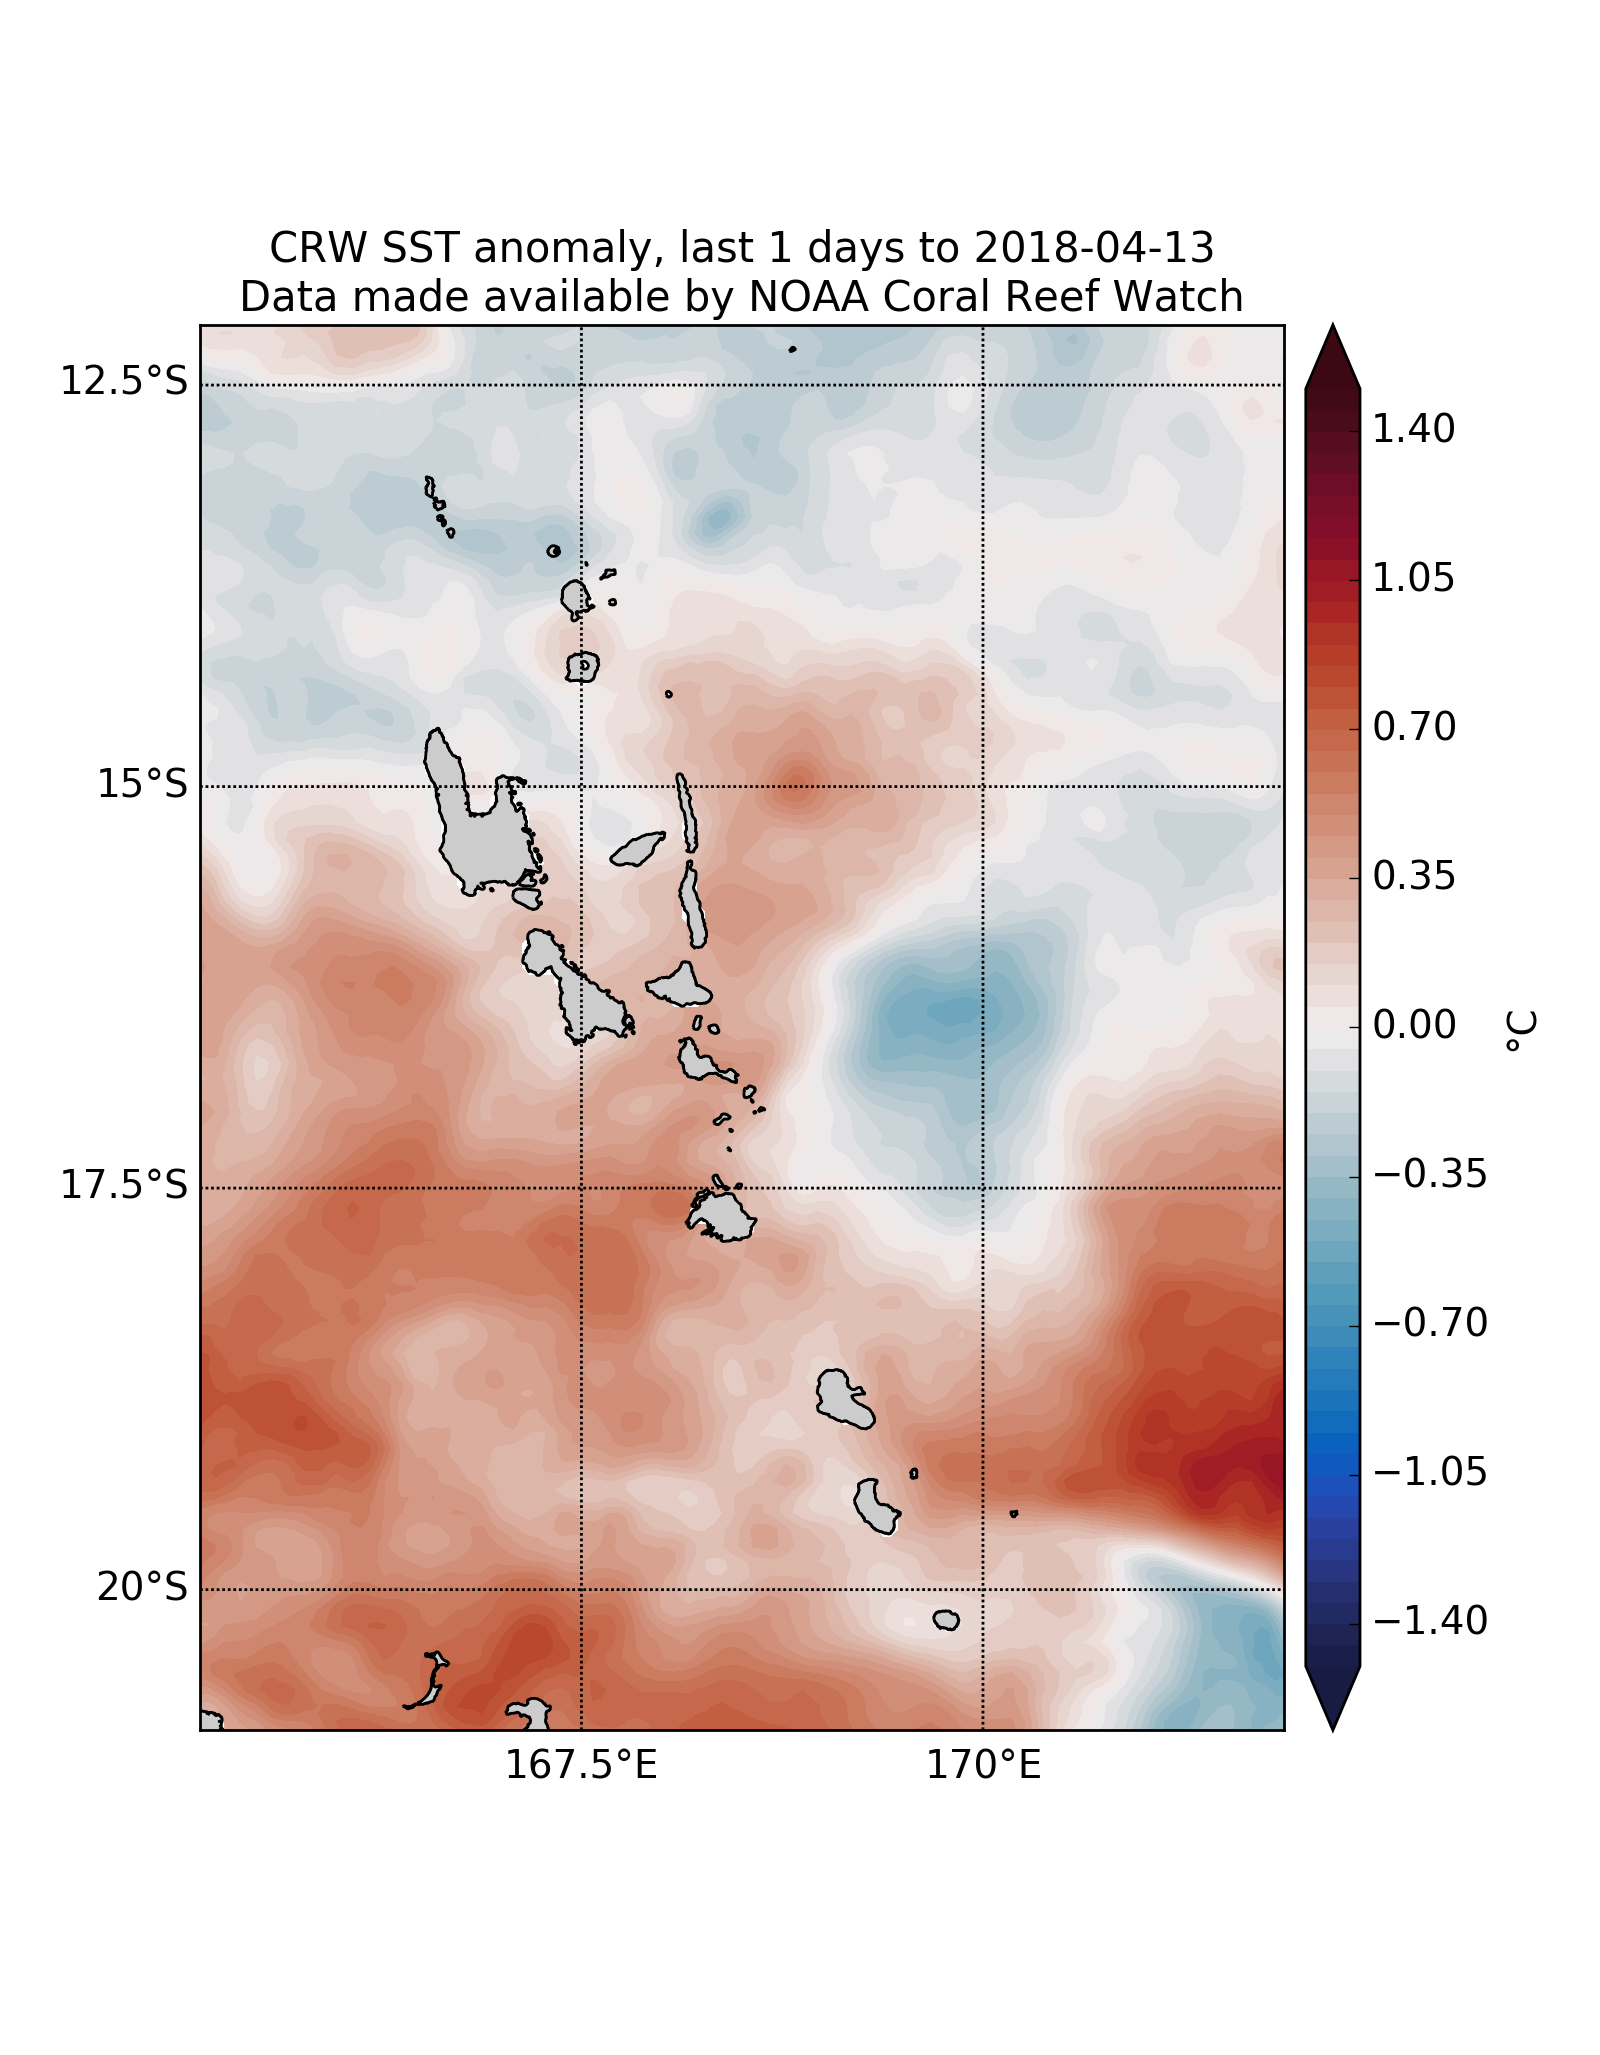 CRW SST anomaly, last 1 days to 2018-04-13
Data made available by NOAA Coral Reef Watch
12.5°S
15°S
17.5°S
20°S
167.5°E
170°E
1.40
1.05
0.70
0.35
0.00
−0.35
−0.70
−1.05
−1.40
°C